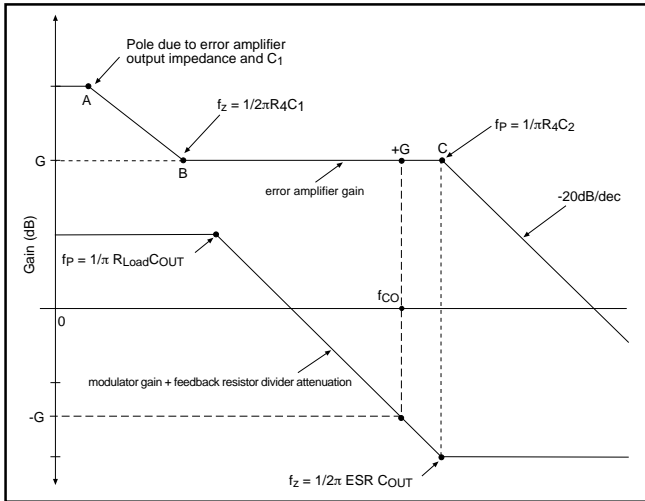 Pole due to error amplifier
output impedance and C1
A
fz = 1/2πR4C1
fP = 1/πR4C2
+G
C
G
B
error amplifier gain
-20dB/dec
Gain (dB)
fP = 1/π RLoadCOUT
fCO
0
modulator gain + feedback resistor divider attenuation
-G
fz = 1/2π ESR COUT